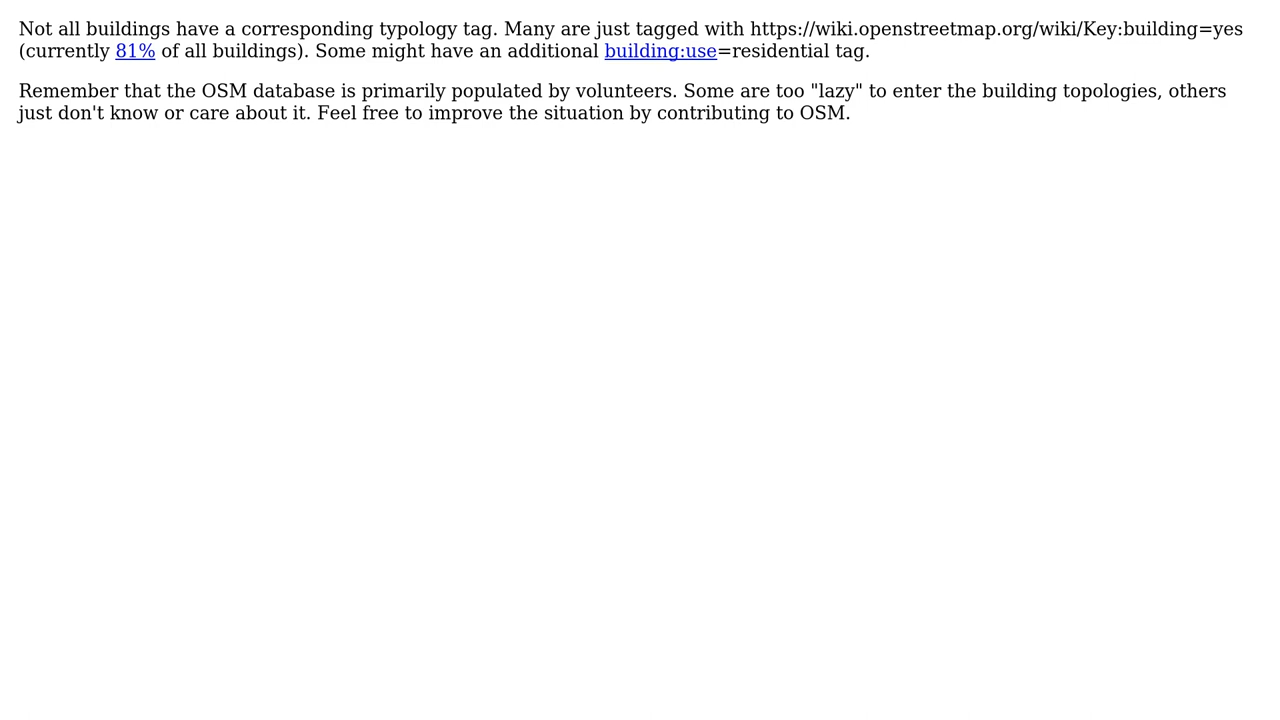 Not all buildings have a corresponding typology tag. Many are just tagged with https://wiki.openstreetmap.org/wiki/Key:building=yes
(currently 81% of all buildings). Some might have an additional building:use=residential tag.
Remember that the OSM database is primarily populated by volunteers. Some are too "lazy" to enter the building topologies, others
just don't know or care about it. Feel free to improve the situation by contributing to OSM.